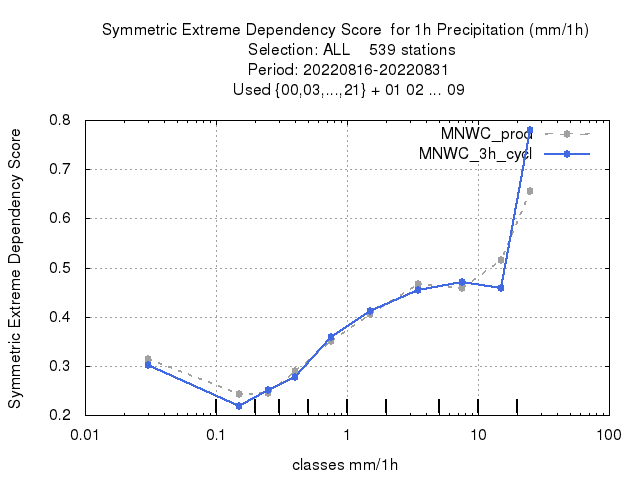 Symmetric Extreme Dependency Score  for 1h Precipitation (mm/1h)
Selection: ALL    539 stations
Period: 20220816-20220831
Used {00,03,...,21} + 01 02 ... 09
Symmetric Extreme Dependency Score
0.8
0.7
0.6
0.5
0.4
0.3
0.2
MNWC_prod
MNWC_3h_cycl
0.01
0.1
1
10
100
classes mm/1h